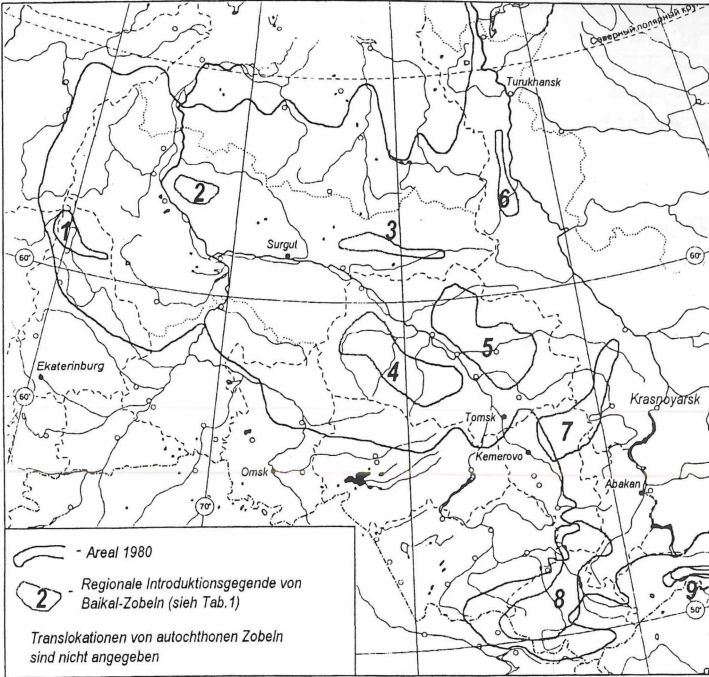 Северный полярный кру
Turukhansk
2
1
6
3
Surgut
60°
60°
5
4
Ekaterinburg
60°
Krasnoyarsk
Tomsk
7
Kemerovo
Omsk
Abakan
70°
- Areal 1980
9
8
2 - Regionale Introduktionsgegende von
Baikal-Zobeln (sieh Tab.1)
50°
Translokationen von autochthonen Zobeln
sind nicht angegeben